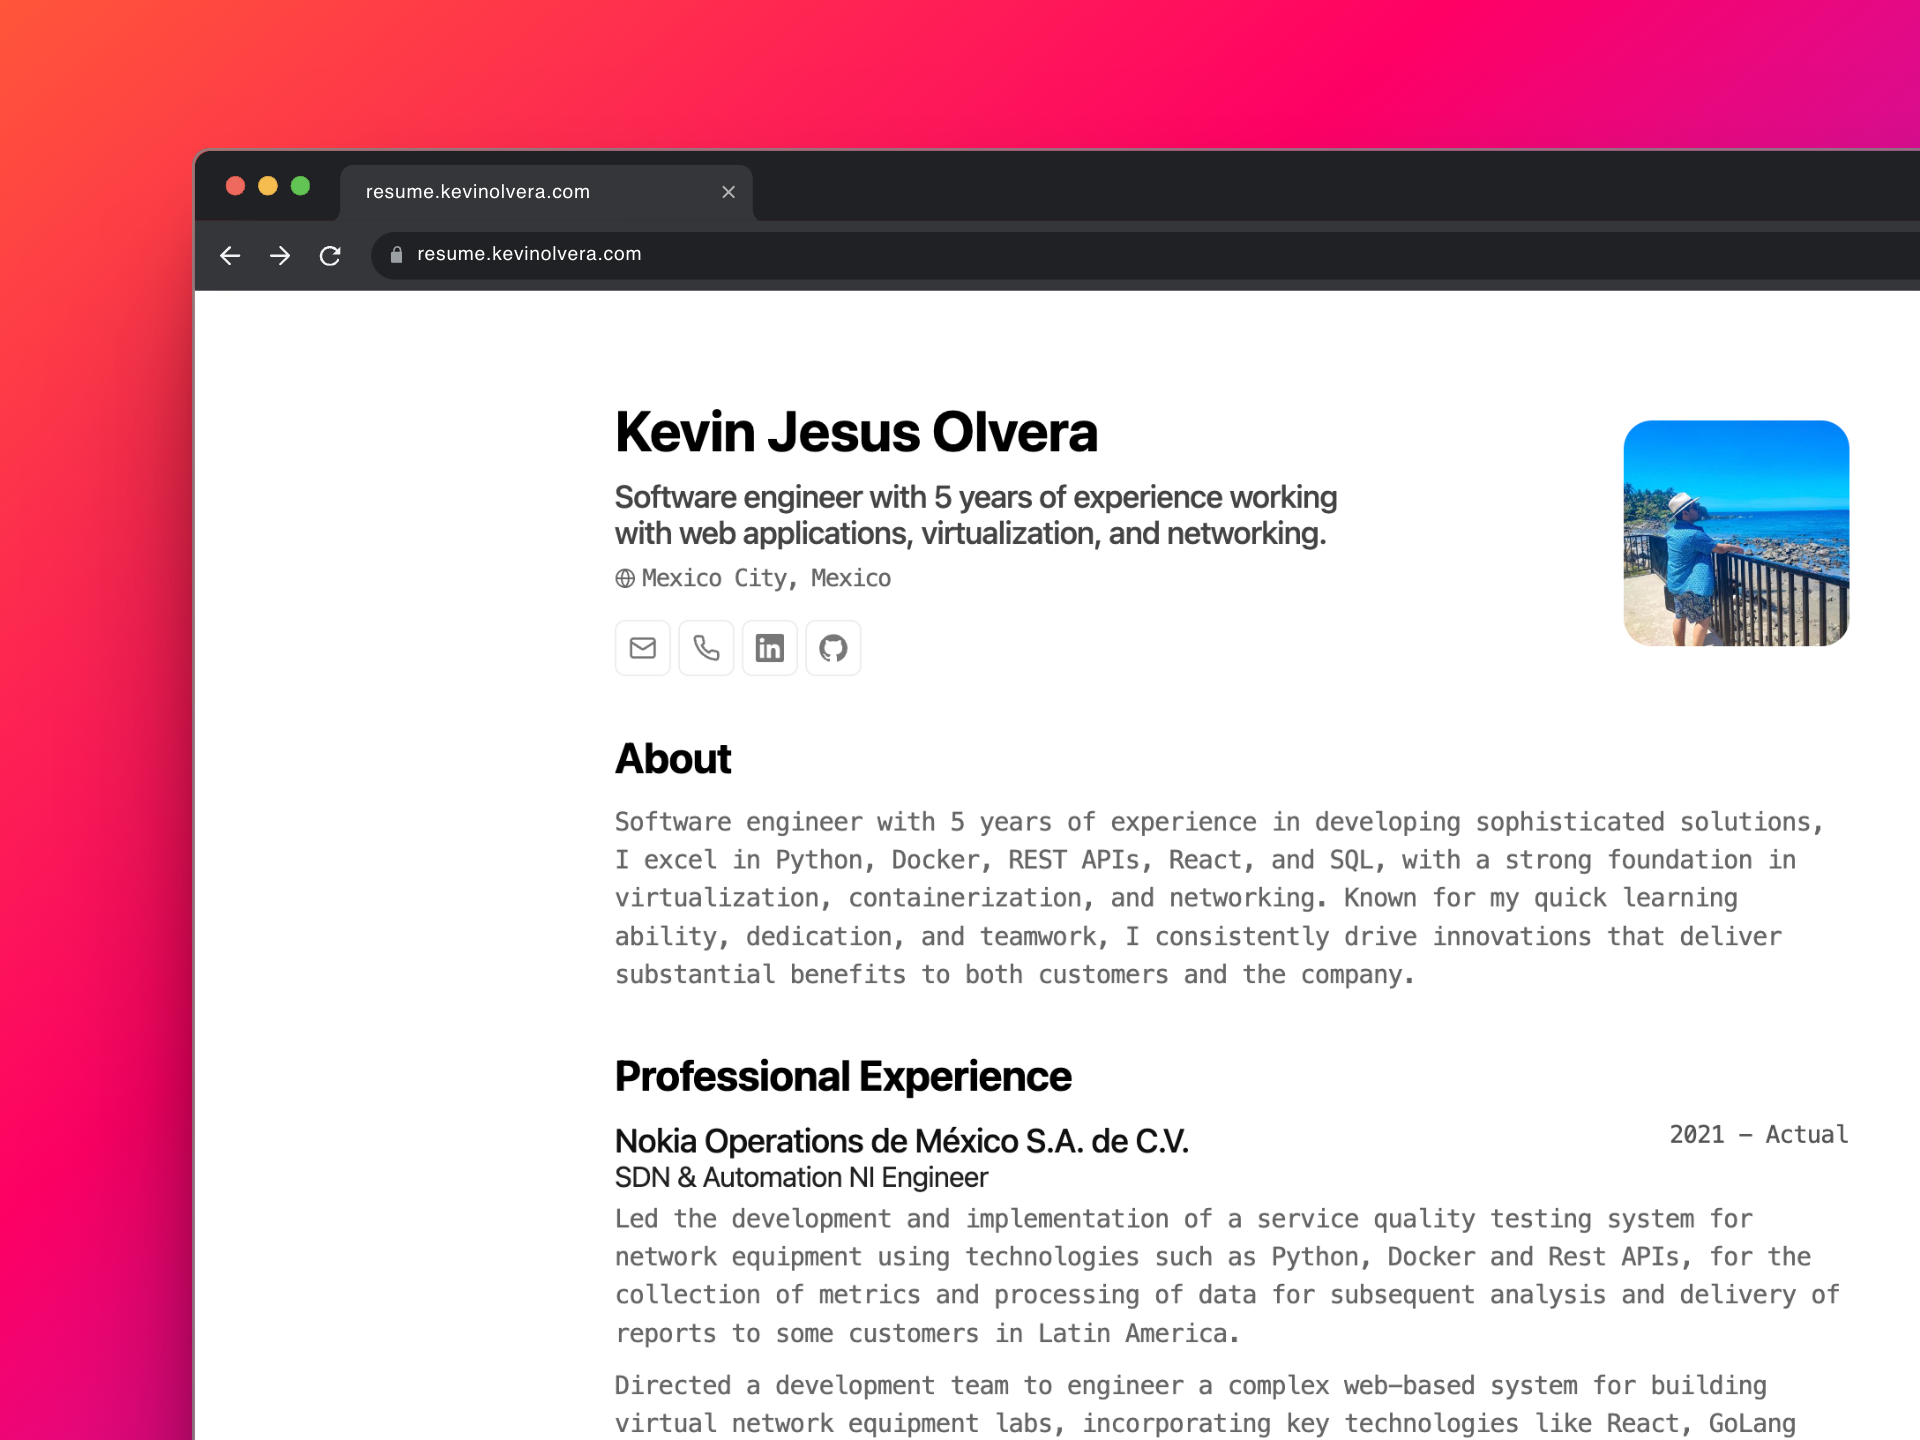 resume.kevinolvera.com
resume.kevinolvera.com
Kevin Jesus Olvera
Software engineer with 5 years of experience working
with web applications, virtualization, and networking.
Mexico City, Mexico
in
About
Software engineer with 5 years of experience in developing sophisticated solutions,
I excel in Python, Docker, REST APIs, React, and SQL, with a strong foundation in
virtualization, containerization, and networking. Known for my quick learning
ability, dedication, and teamwork, I consistently drive innovations that deliver
substantial benefits to both customers and the company.
Professional Experience
Nokia Operations de México S.A. de C.V.
2021 – Actual
SDN & Automation NI Engineer
Led the development and implementation of a service quality testing system for
network equipment using technologies such as Python, Docker and Rest APIs, for the
collection of metrics and processing of data for subsequent analysis and delivery of
reports to some customers in Latin America.
Directed a development team to engineer a complex web-based system for building
virtual network equipment labs, incorporating key technologies like React, GoLang